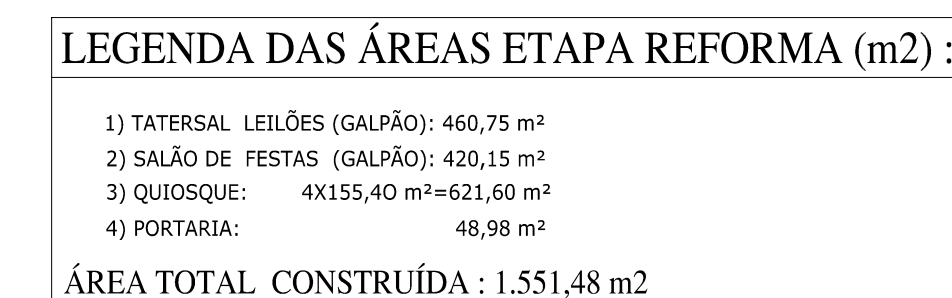 LEGENDA DAS ÁREAS ETAPA REFORMA (m2) :
1) TATERSAL LEILÕES (GALPÃO): 460,75 m²
2) SALÃO DE FESTAS (GALPÃO): 420,15 m²
3) QUIOSQUE: 4X155,4O m²=621,60 m²
4) PORTARIA: 48,98 m²
ÁREA TOTAL CONSTRUÍDA : 1.551,48 m2